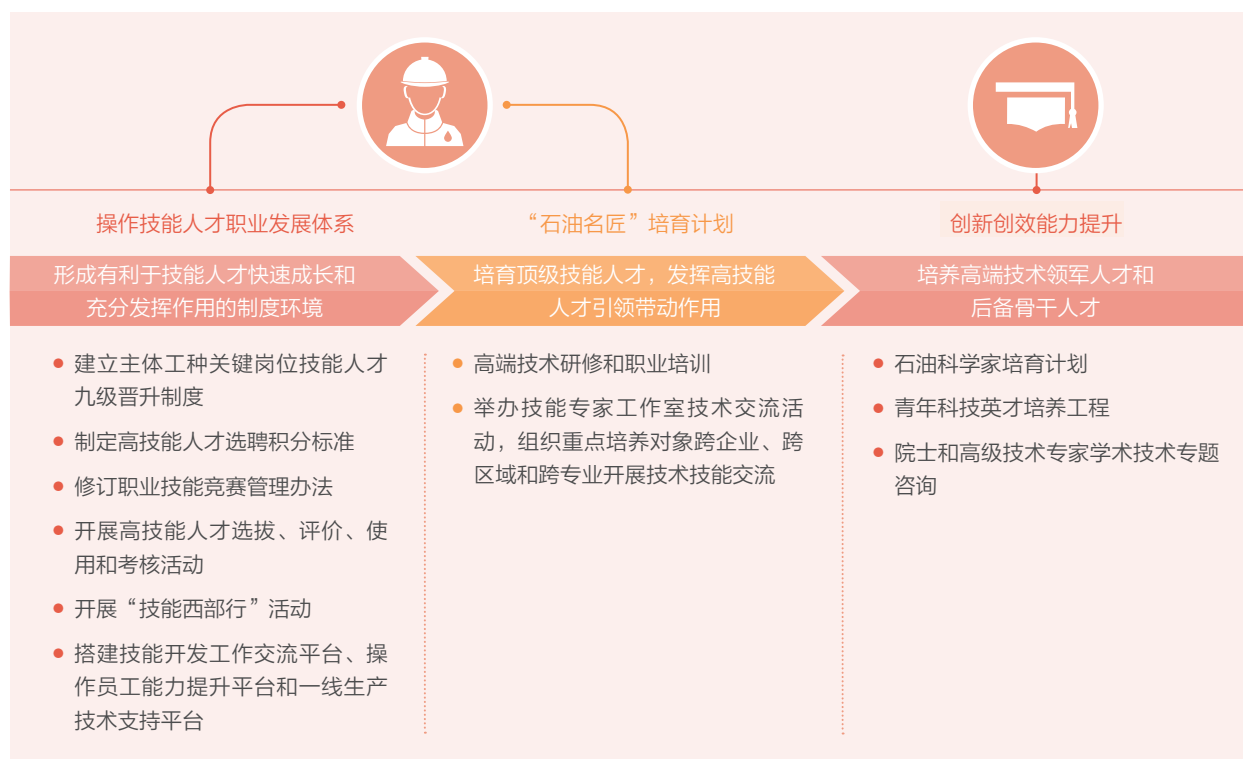 操作技能人才职业发展体系
形成有利于技能人才快速成长和
充分发挥作用的制度环境
建立主体工种关键岗位技能人才
九级晋升制度
制定高技能人才选聘积分标准
修订职业技能竞赛管理办法
开展高技能人才选拔、评价、使
用和考核活动
开展“技能西部行”活动
搭建技能开发工作交流平台、操
作员工能力提升平台和一线生产
技术支持平台
“石油名匠”培育计划
培育顶级技能人才，发挥高技能
人才引领带动作用
高端技术研修和职业培训
举办技能专家工作室技术交流活
动，组织重点培养对象跨企业、跨
区域和跨专业开展技术技能交流
创新创效能力提升
培养高端技术领军人才和
后备骨干人才
石油科学家培育计划
青年科技英才培养工程
院士和高级技术专家学术技术专题
咨询